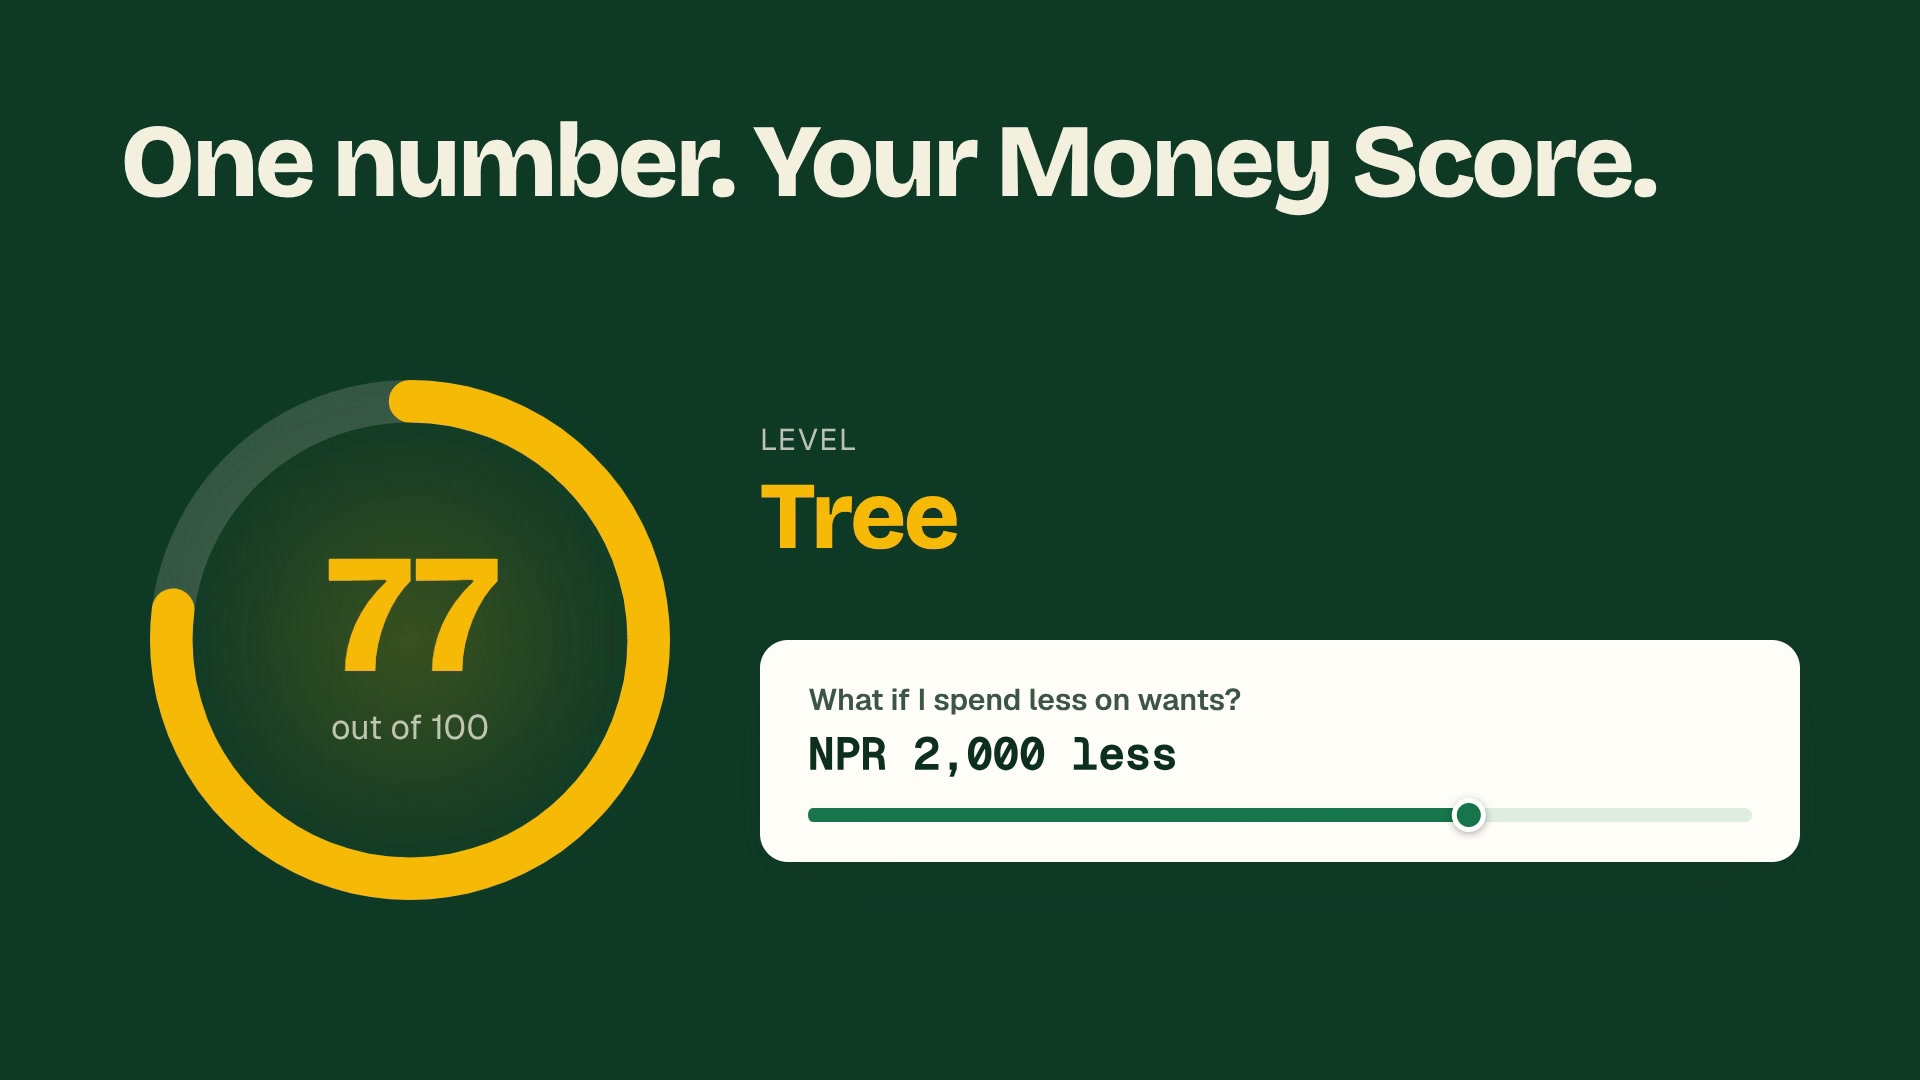 One number. Your Money Score.
77
out of 100
LEVEL
Tree
What if I spend less on wants?
NPR 2,000 less